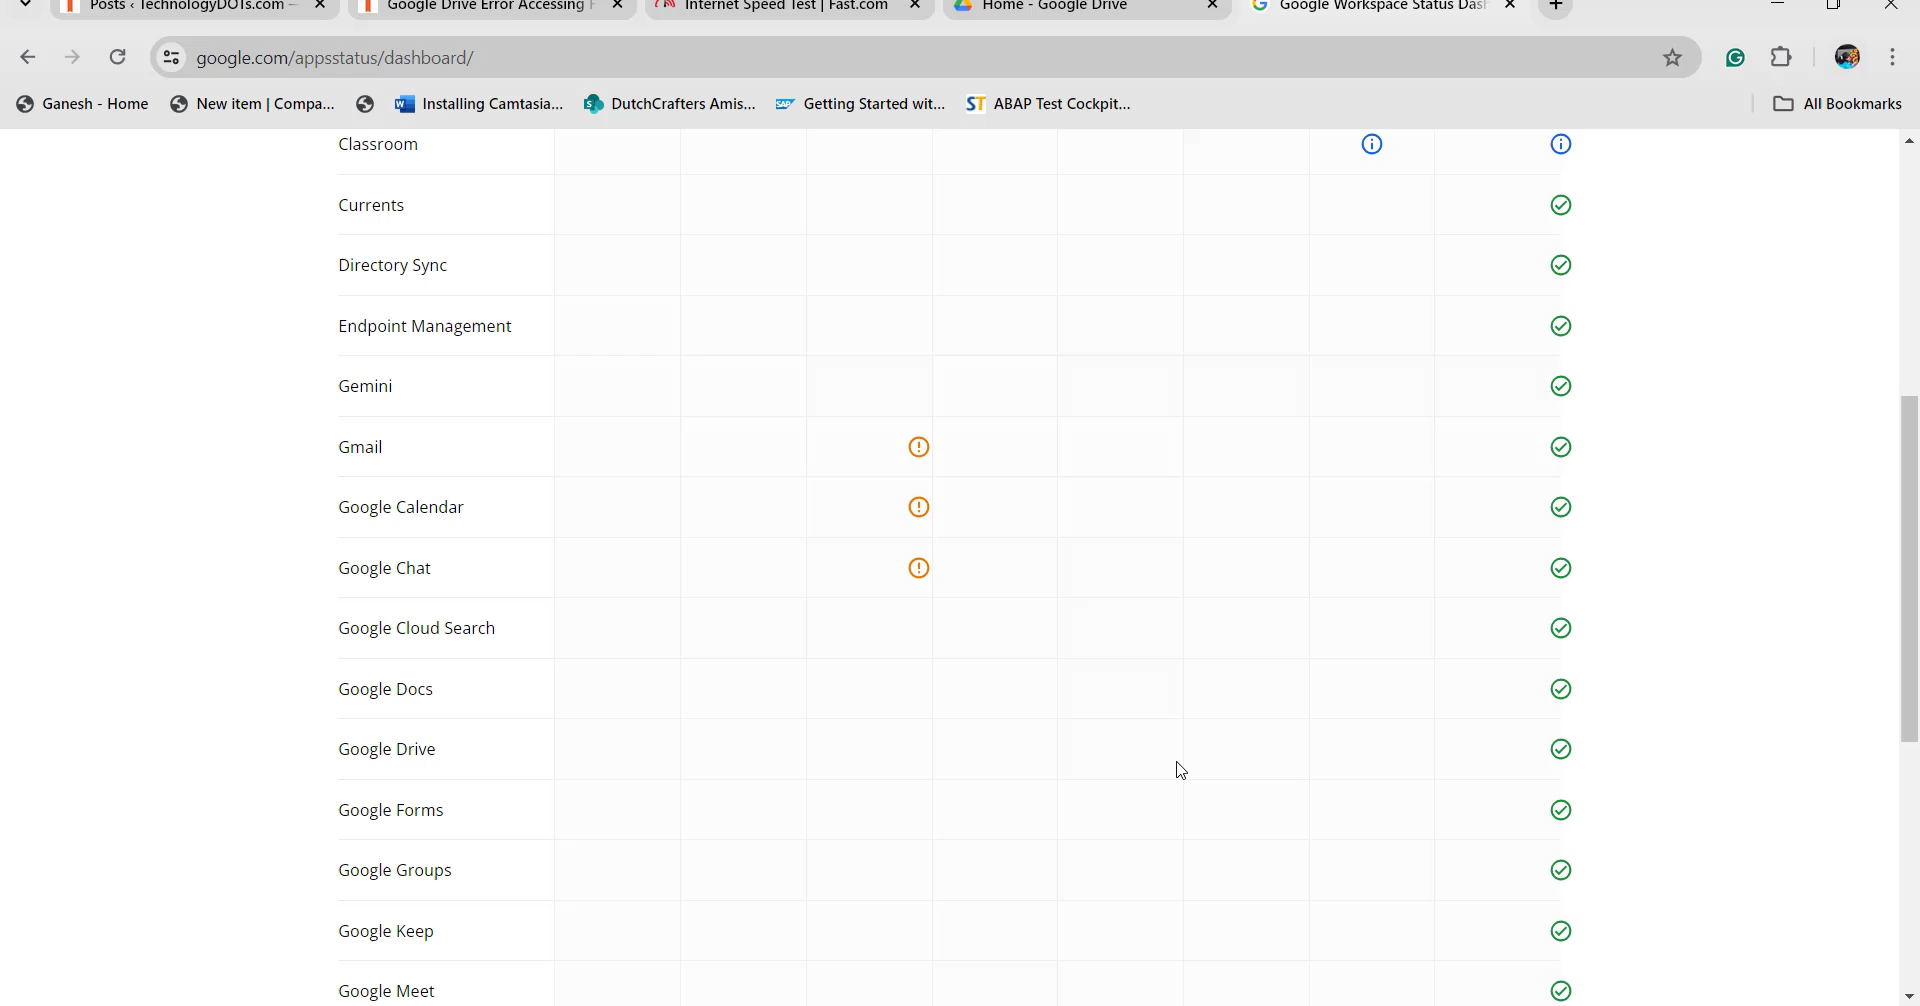 Posts ‹ TechnologyDOTs.com —
Google Drive Error Accessing
Internet Speed Test | Fast.com
Home - Google Drive
Google Workspace Status Dash
google.com/appsstatus/dashboard/
Ganesh - Home
New item | Compa...
Installing Camtasia...
DutchCrafters Amis...
Getting Started wit...
ABAP Test Cockpit...
All Bookmarks
Classroom
Currents
Directory Sync
Endpoint Management
Gemini
Gmail
Google Calendar
Google Chat
Google Cloud Search
Google Docs
Google Drive
Google Forms
Google Groups
Google Keep
Google Meet